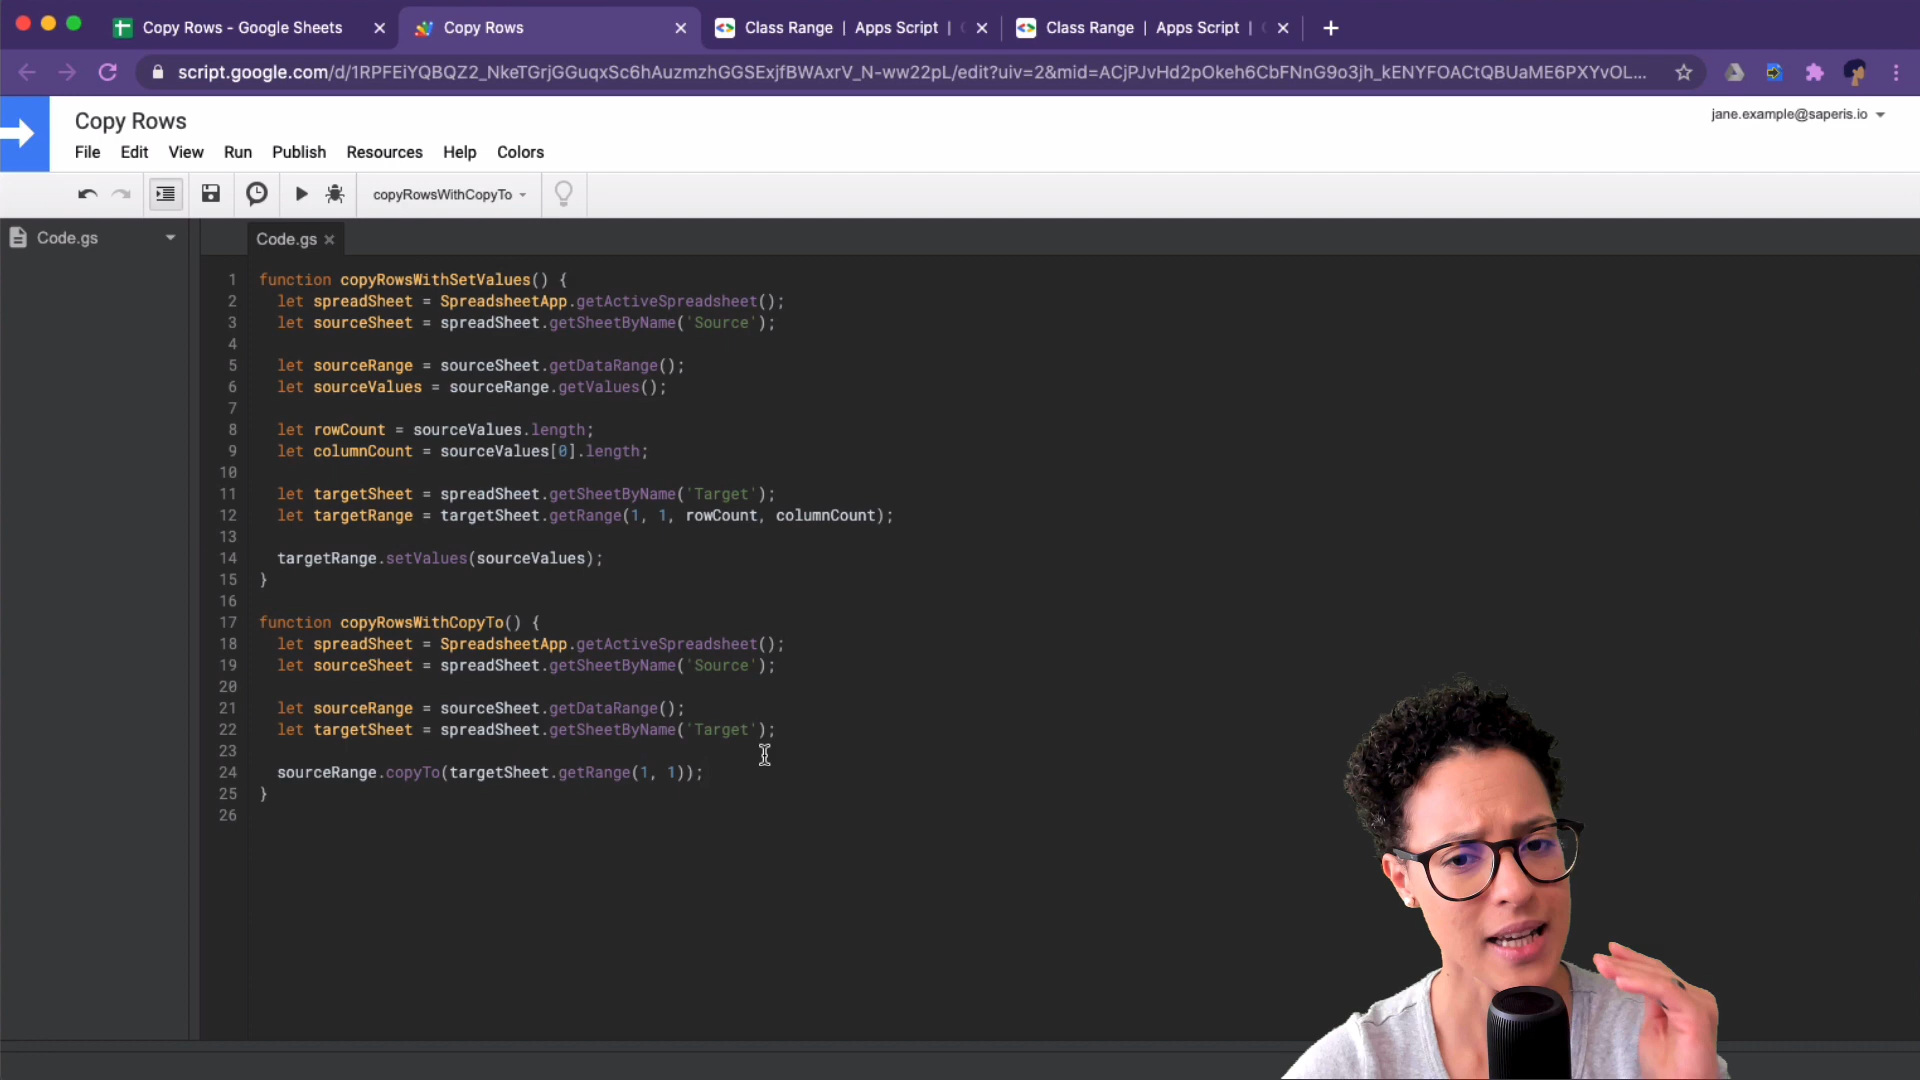 Copy Rows - Google Sheets
Copy Rows
Class Range | Apps Script |
Class Range | Apps Script |
script.google.com/d/1RPFEiYQBQZ2_NkeTGrjGGuqxSc6hAuzmzhGGSExjfBWAxrV_N-ww22pL/edit?uiv=2&mid=ACjPJvHd2pOkeh6CbFNnG9o3jh_kENYFOACtQBUaME6PXYvOL...
Copy Rows
jane.example@saperis.io
File Edit View Run Publish Resources Help Colors
copyRowsWithCopyTo
Code.gs
Code.gs
1 function copyRowsWithSetValues() {
2 let spreadSheet = SpreadsheetApp.getActiveSpreadsheet();
3 let sourceSheet = spreadSheet.getSheetByName('Source');
4
5 let sourceRange = sourceSheet.getDataRange();
6 let sourceValues = sourceRange.getValues();
7
8 let rowCount = sourceValues.length;
9 let columnCount = sourceValues[0].length;
10
11 let targetSheet = spreadSheet.getSheetByName('Target');
12 let targetRange = targetSheet.getRange(1, 1, rowCount, columnCount);
13
14 targetRange.setValues(sourceValues);
15 }
16
17 function copyRowsWithCopyTo() {
18 let spreadSheet = SpreadsheetApp.getActiveSpreadsheet();
19 let sourceSheet = spreadSheet.getSheetByName('Source');
20
21 let sourceRange = sourceSheet.getDataRange();
22 let targetSheet = spreadSheet.getSheetByName('Target');
23
24 sourceRange.copyTo(targetSheet.getRange(1, 1));
25 }
26